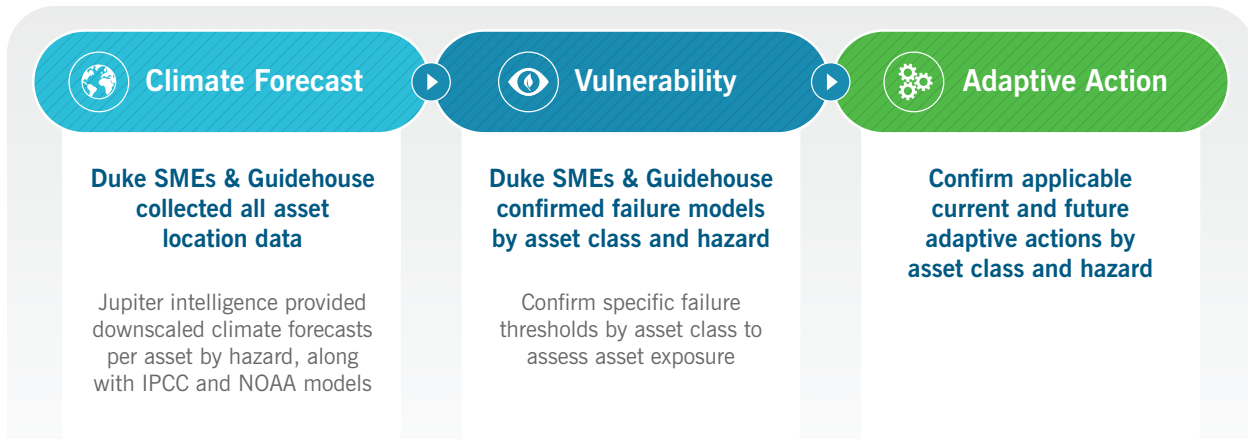 Climate Forecast
Duke SMEs & Guidehouse
collected all asset
location data
Jupiter intelligence provided
downscaled climate forecasts
per asset by hazard, along
with IPCC and NOAA models
Vulnerability
Duke SMEs & Guidehouse
confirmed failure models
by asset class and hazard
Confirm specific failure
thresholds by asset class to
assess asset exposure
Adaptive Action
Confirm applicable
current and future
adaptive actions by
asset class and hazard